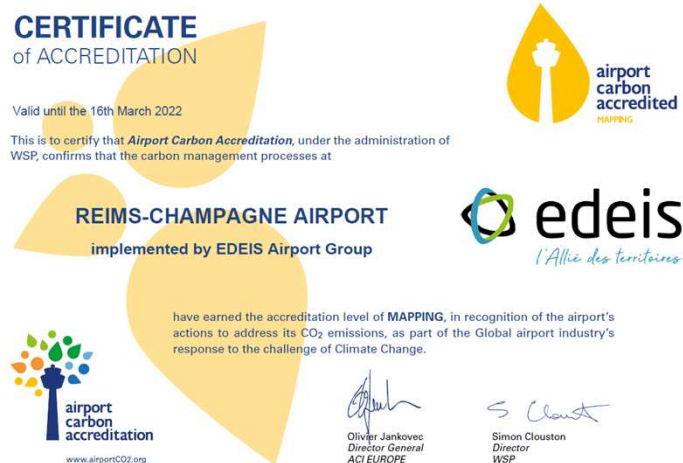 CERTIFICATE
of ACCREDITATION
airport
carbon
accredited
MAPPING
Valid until the 16th March 2022
This is to certify that Airport Carbon Accreditation, under the administration of
WSP, confirms that the carbon management processes at
REIMS-CHAMPAGNE AIRPORT
implemented by EDEIS Airport Group
edeis
l'Allié des territoires
have earned the accreditation level of MAPPING, in recognition of the airport's
actions to address its CO₂ emissions, as part of the Global airport industry's
response to the challenge of Climate Change.
airport
carbon
accreditation
www.airportCO2.org
S Clouston
Olivier Jankovec
Director General
ACI EUROPE
Simon Clouston
Director
WSP